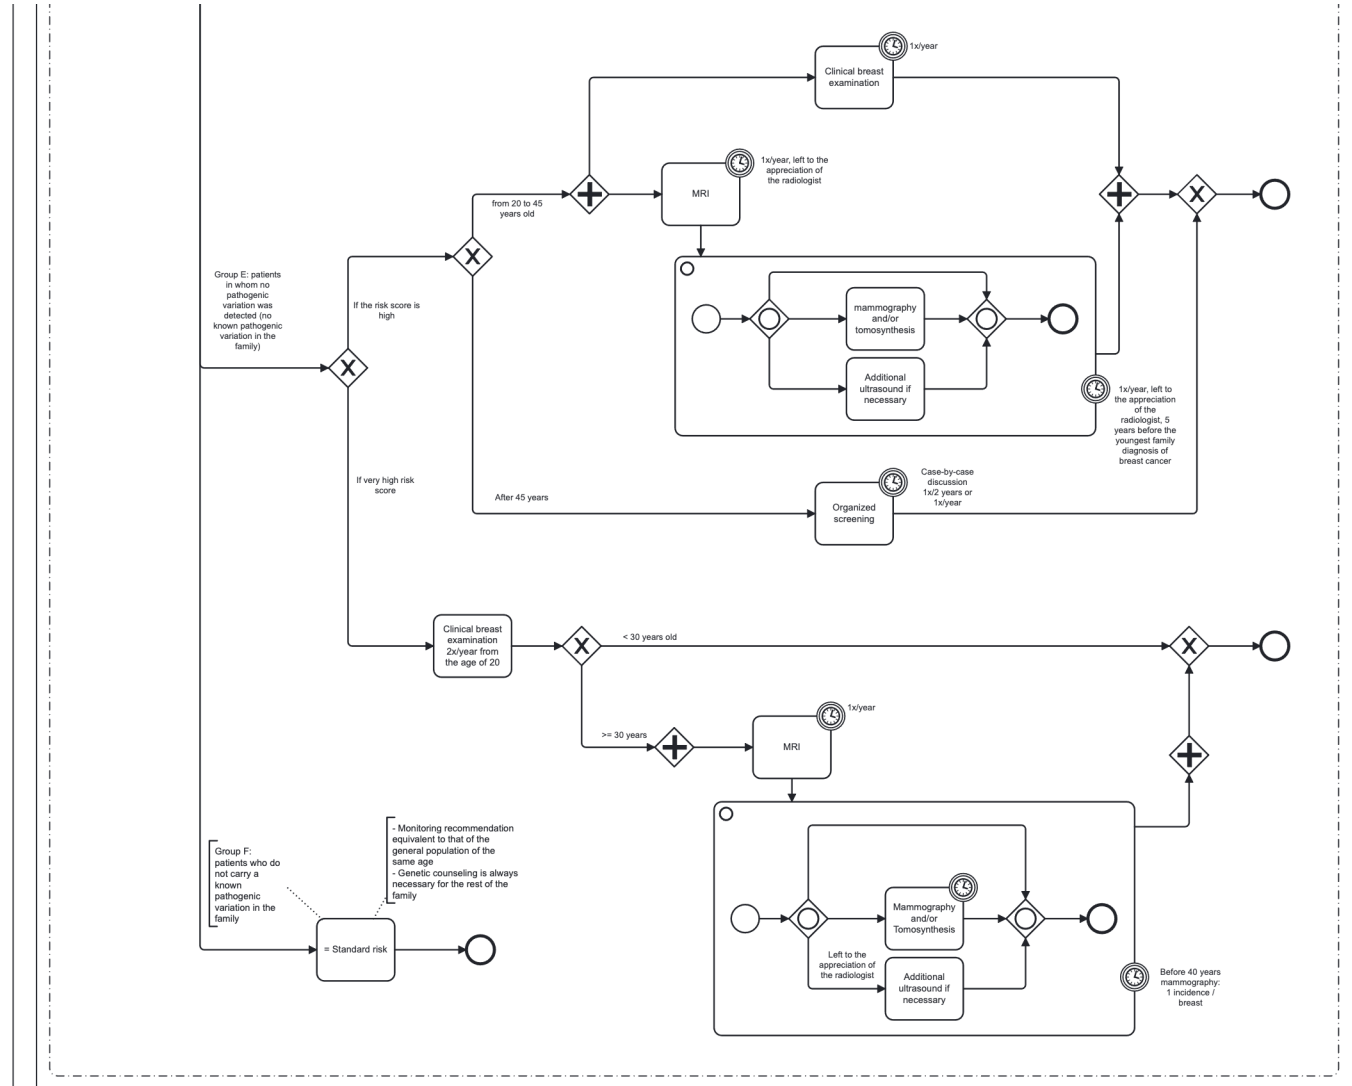 1x/year
Clinical breast
examination
1x/year, left to the
appreciation of
the radiologist
MRI
from 20 to 45
years old
Group E: patients
in whom no
pathogenic
variation was
detected (no
known pathogenic
variation in the
family)
If the risk score is
high
mammography
and/or
tomosynthesis
Additional
ultrasound if
necessary
1x/year, left to
the appreciation
of the
radiologist, 5
years before the
youngest family
diagnosis of
breast cancer
If very high risk
score
After 45 years
Case-by-case
discussion
1x/2 years or
1x/year
Organized
screening
Clinical breast
examination
2x/year from
the age of 20
< 30 years old
>= 30 years
1x/year
MRI
- Monitoring recommendation
equivalent to that of the
general population of the
same age
- Genetic counseling is always
necessary for the rest of the
family
Group F:
patients who do
not carry a
known
pathogenic
variation in the
family
= Standard risk
Mammography
and/or
Tomosynthesis
Left to the
appreciation of
the radiologist
Additional
ultrasound if
necessary
Before 40 years
mammography:
1 incidence /
breast